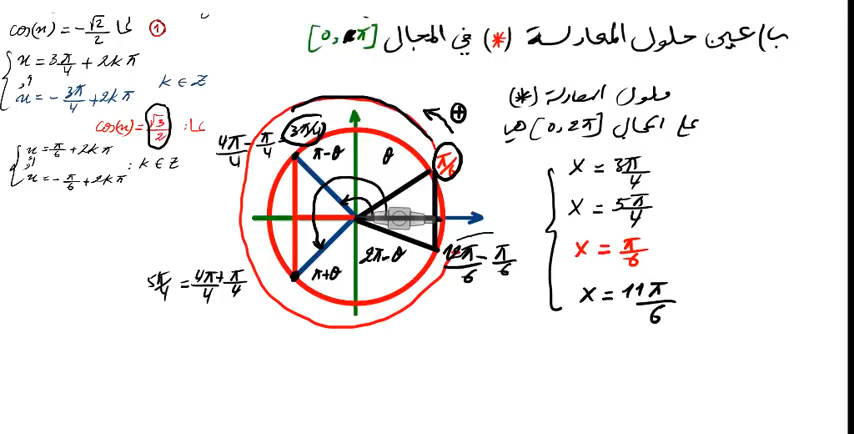 ب) عين حلول المعادلة (*) في المجال [0, 2π]
cos(x) = -√2/2 لما ①
x = 3π/4 + 2kπ
أو
x = -3π/4 + 2kπ k ∈ Z
cos(x) = √3/2 : لما
x = π/6 + 2kπ
أو : k ∈ Z
x = -π/6 + 2kπ
حلول المعادلة (*)
على المجال [0, 2π] هي
x = 3π/4
x = 5π/4
x = π/6
x = 11π/6
⊕
4π/4 - π/4 = 3π/4
π-θ
θ
π/6
2π-θ
12π/6 - π/6
π+θ
5π/4 = 4π/4 + π/4